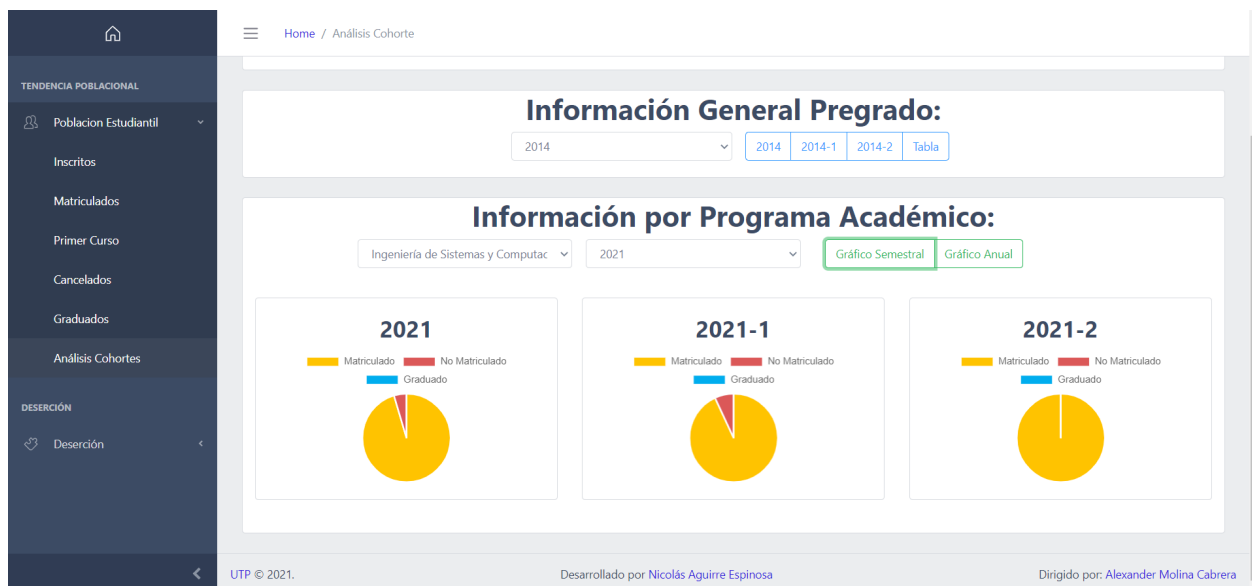 Home / Análisis Cohorte
TENDENCIA POBLACIONAL
Poblacion Estudiantil
Inscritos
Matriculados
Primer Curso
Cancelados
Graduados
Análisis Cohortes
DESERCIÓN
Deserción
Información General Pregrado:
2014
2014 2014-1 2014-2 Tabla
Información por Programa Académico:
Ingeniería de Sistemas y Computac
2021
Gráfico Semestral Gráfico Anual
2021
Matriculado No Matriculado
Graduado
2021-1
Matriculado No Matriculado
Graduado
2021-2
Matriculado No Matriculado
Graduado
UTP © 2021.
Desarrollado por Nicolás Aguirre Espinosa
Dirigido por: Alexander Molina Cabrera